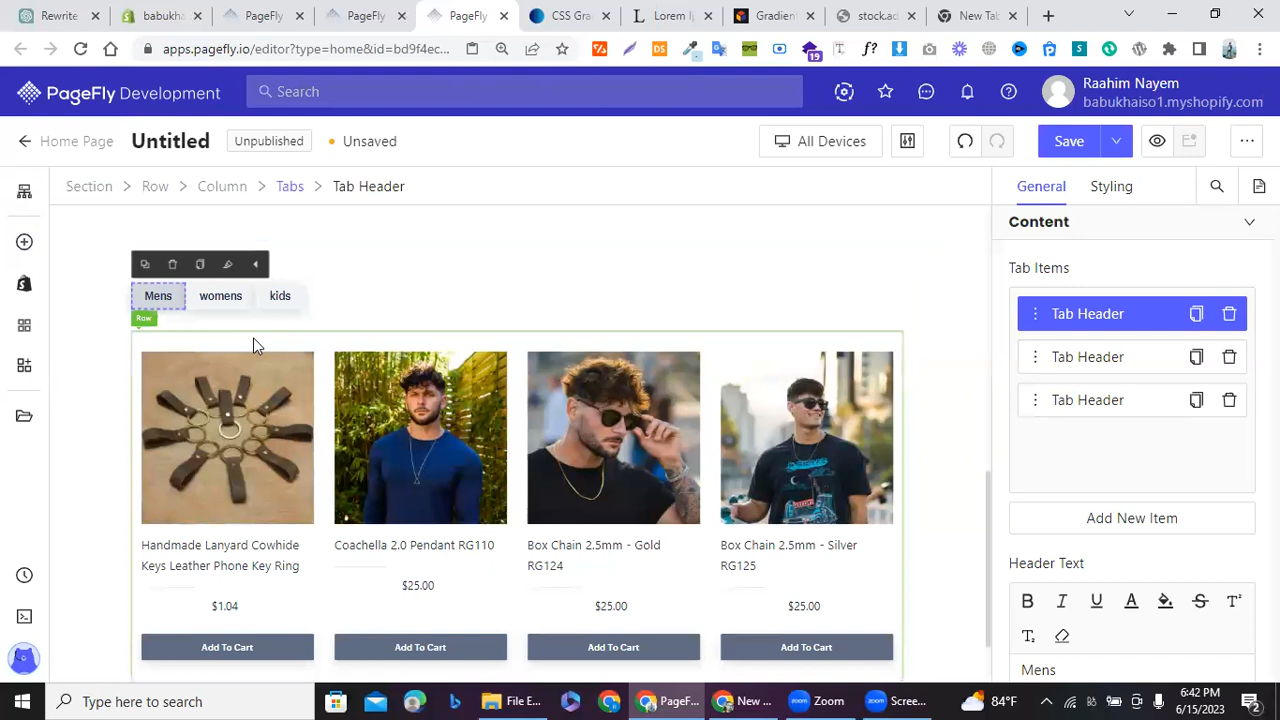 Rewrite
babukha
PageFly
PageFly
PageFly
CSS Gra
Lorem Ip
Gradien
stock.ad
New Tab
apps.pagefly.io/editor?type=home&id=bd9f4ec...
19
PageFly Development
Search
Raahim Nayem
babukhaiso1.myshopify.com
Home Page
Untitled
Unpublished
Unsaved
All Devices
Save
Section > Row > Column > Tabs > Tab Header
General
Styling
Content
Mens
womens
kids
Row
Tab Items
Tab Header
Tab Header
Tab Header
Add New Item
Header Text
Mens
Handmade Lanyard Cowhide
Keys Leather Phone Key Ring
$1.04
Add To Cart
Coachella 2.0 Pendant RG110
$25.00
Add To Cart
Box Chain 2.5mm - Gold
RG124
$25.00
Add To Cart
Box Chain 2.5mm - Silver
RG125
$25.00
Add To Cart
Type here to search
File E...
PageF...
New ...
Zoom
Scree...
84°F
6:42 PM
6/15/2023
2